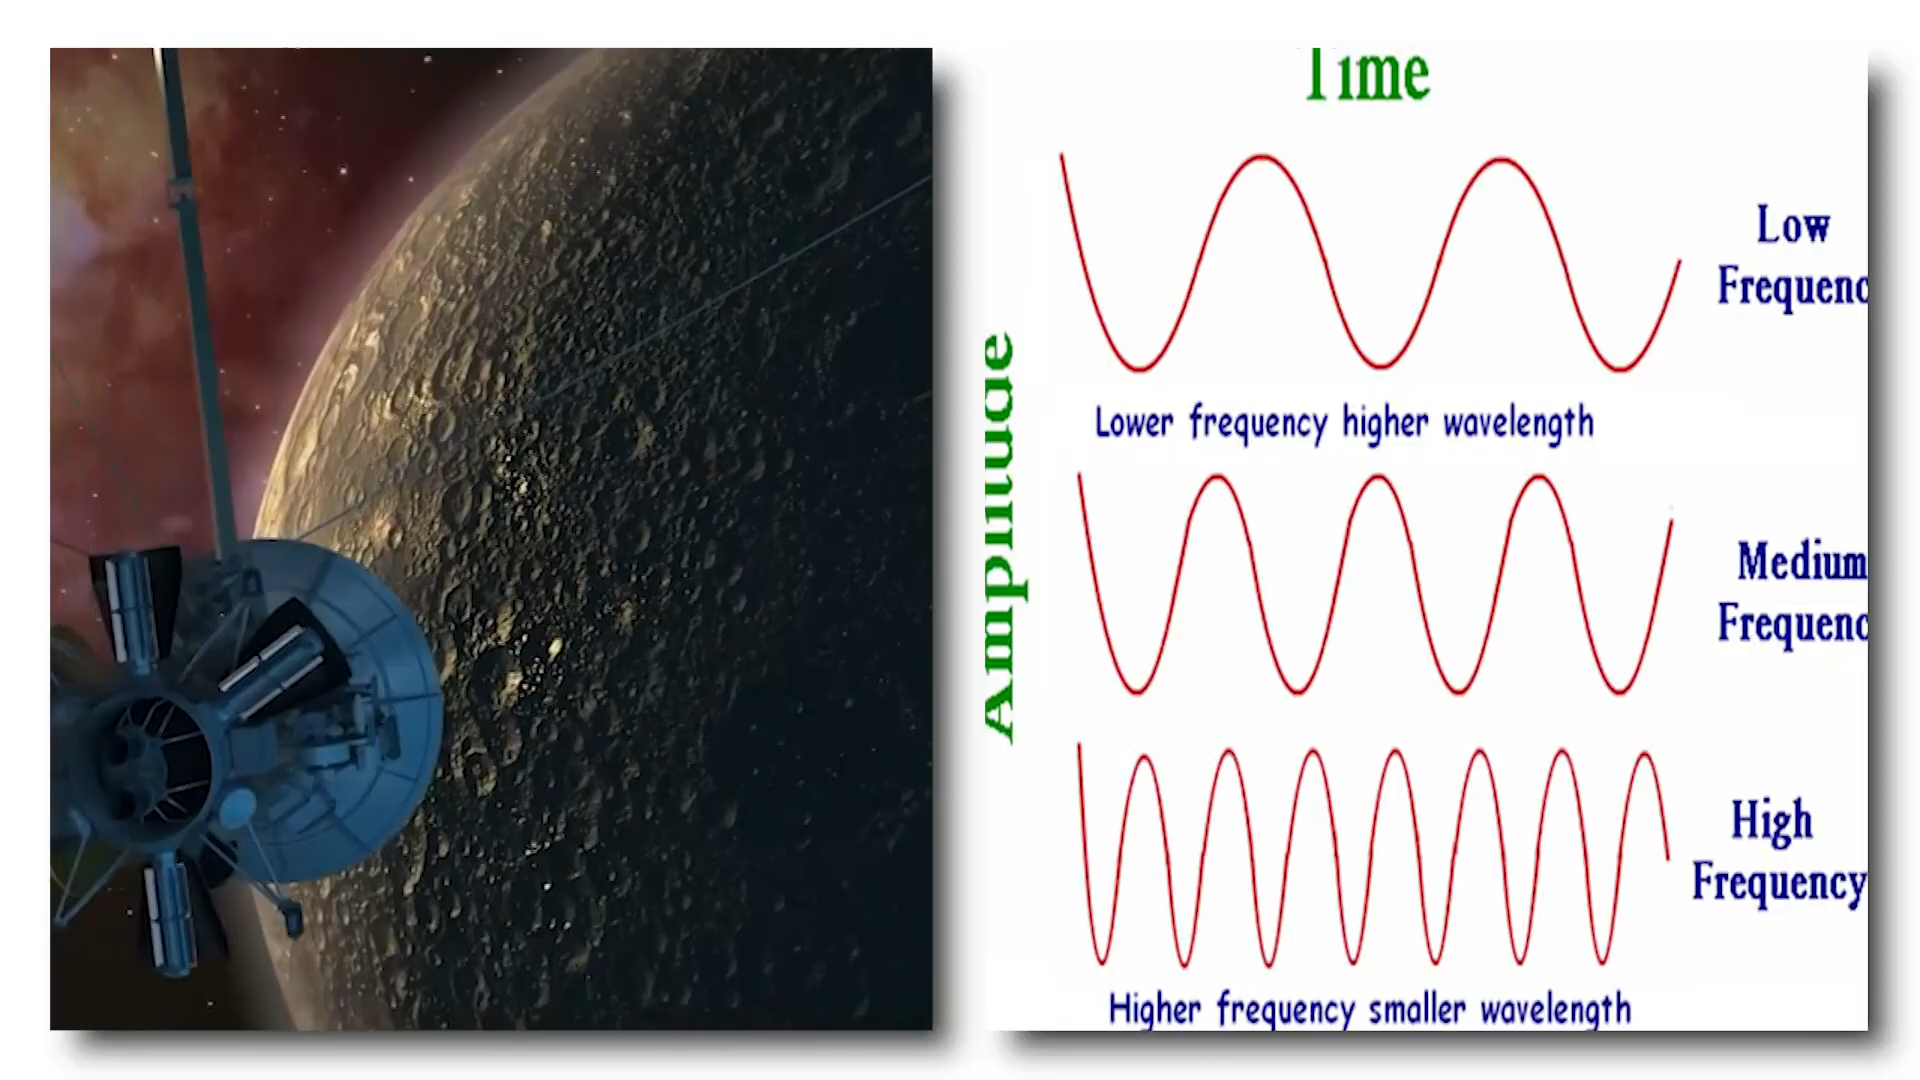 Time
Amplitude
Low
Frequenc
Lower frequency higher wavelength
Medium
Frequenc
High
Frequency
Higher frequency smaller wavelength